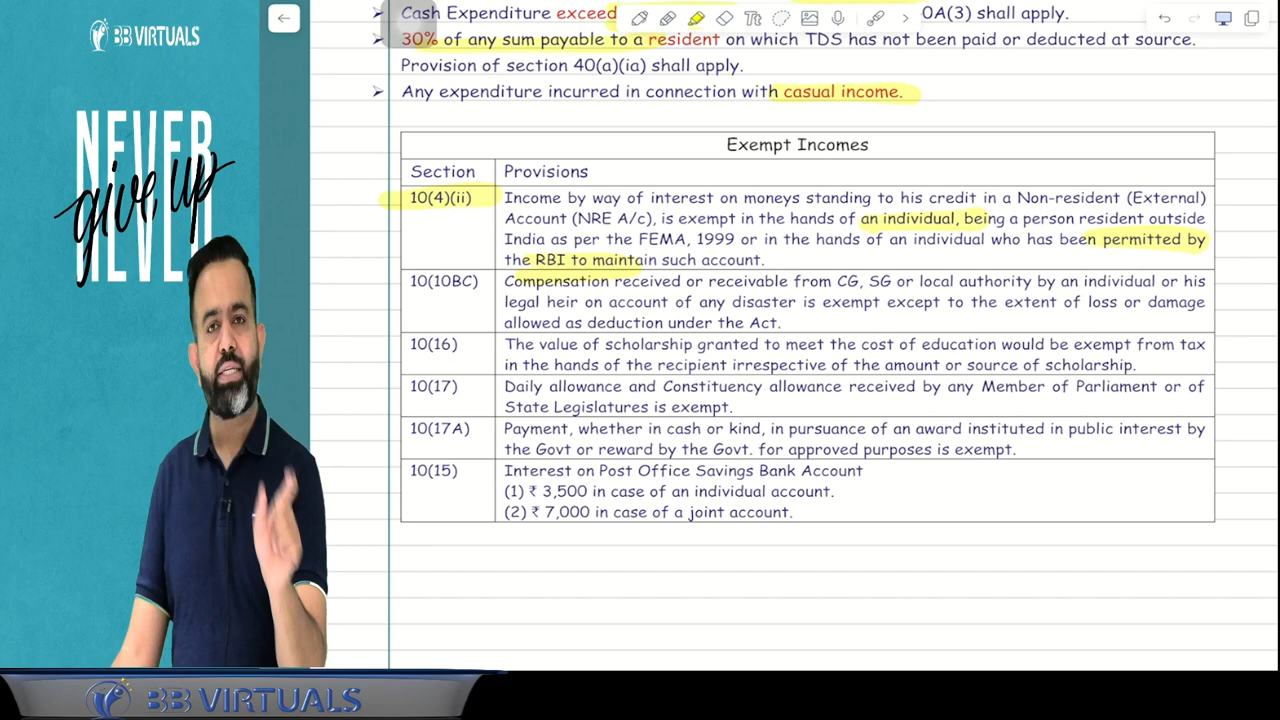 BB VIRTUALS
NEVER
give up
NEVER
Cash Expenditure exceed 0A(3) shall apply.
30% of any sum payable to a resident on which TDS has not been paid or deducted at source.
Provision of section 40(a)(ia) shall apply.
Any expenditure incurred in connection with casual income.
Exempt Incomes
Section Provisions
10(4)(ii) Income by way of interest on moneys standing to his credit in a Non-resident (External)
Account (NRE A/c), is exempt in the hands of an individual, being a person resident outside
India as per the FEMA, 1999 or in the hands of an individual who has been permitted by
the RBI to maintain such account.
10(10BC) Compensation received or receivable from CG, SG or local authority by an individual or his
legal heir on account of any disaster is exempt except to the extent of loss or damage
allowed as deduction under the Act.
10(16) The value of scholarship granted to meet the cost of education would be exempt from tax
in the hands of the recipient irrespective of the amount or source of scholarship.
10(17) Daily allowance and Constituency allowance received by any Member of Parliament or of
State Legislatures is exempt.
10(17A) Payment, whether in cash or kind, in pursuance of an award instituted in public interest by
the Govt or reward by the Govt. for approved purposes is exempt.
10(15) Interest on Post Office Savings Bank Account
(1) ₹ 3,500 in case of an individual account.
(2) ₹ 7,000 in case of a joint account.
BB VIRTUALS